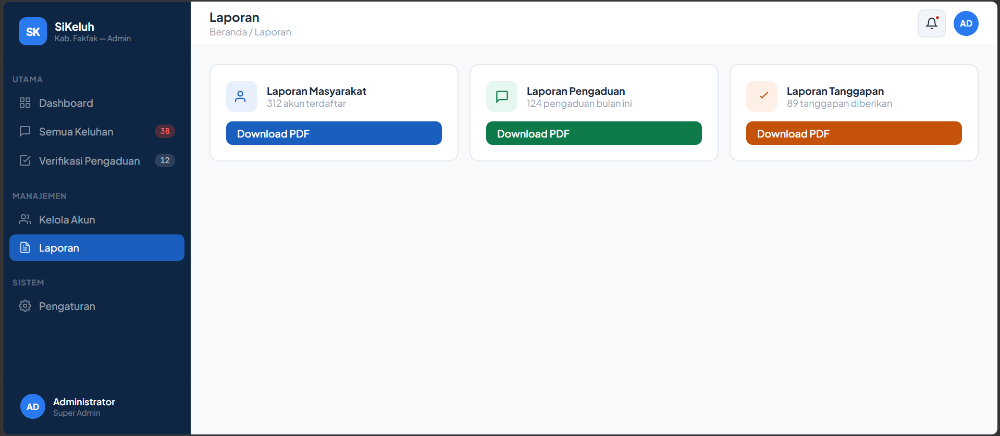 SK
SiKeluh
Kab. Fakfak — Admin
UTAMA
Dashboard
Semua Keluhan 38
Verifikasi Pengaduan 12
MANAJEMEN
Kelola Akun
Laporan
SISTEM
Pengaturan
AD
Administrator
Super Admin
Laporan
Beranda / Laporan
AD
Laporan Masyarakat
312 akun terdaftar
Download PDF
Laporan Pengaduan
124 pengaduan bulan ini
Download PDF
Laporan Tanggapan
89 tanggapan diberikan
Download PDF